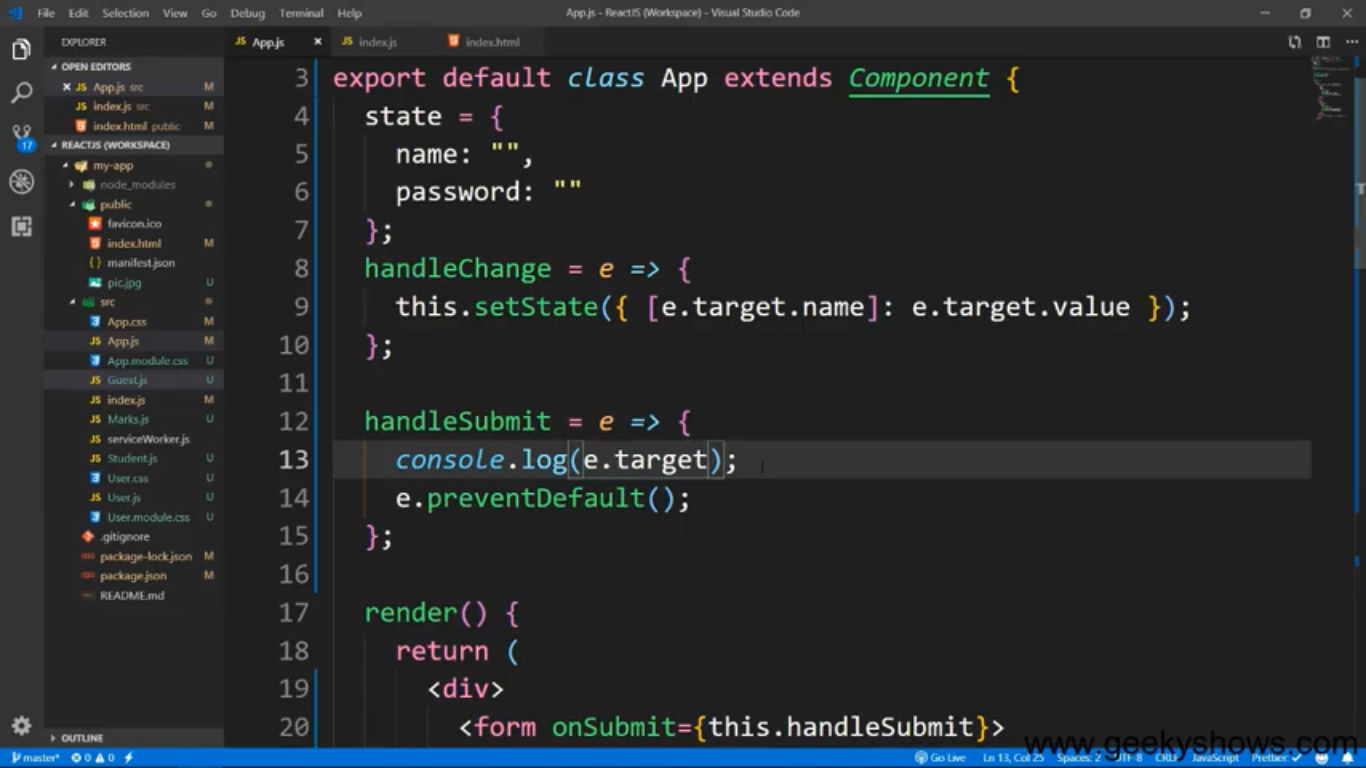 File Edit Selection View Go Debug Terminal Help App.js - ReactJS (Workspace) - Visual Studio Code
EXPLORER
OPEN EDITORS
App.js src M
index.js src M
index.html public M
17
REACTJS (WORKSPACE)
my-app
node_modules
public
favicon.ico
index.html M
manifest.json
pic.jpg U
src
App.css M
App.js M
App.module.css U
Guest.js U
index.js M
Marks.js U
serviceWorker.js
Student.js U
User.css U
User.js U
User.module.css U
.gitignore
package-lock.json M
package.json M
README.md
OUTLINE
JS App.js JS index.js index.html
3 export default class App extends Component {
4 state = {
5 name: "",
6 password: ""
7 };
8 handleChange = e => {
9 this.setState({ [e.target.name]: e.target.value });
10 };
11
12 handleSubmit = e => {
13 console.log(e.target);
14 e.preventDefault();
15 };
16
17 render() {
18 return (
19 <div>
20 <form onSubmit={this.handleSubmit}>
www.geekyshows.com
master* 0 0 Go Live Ln 13, Col 25 Spaces: 2 UTF-8 CRLF JavaScript Prettier